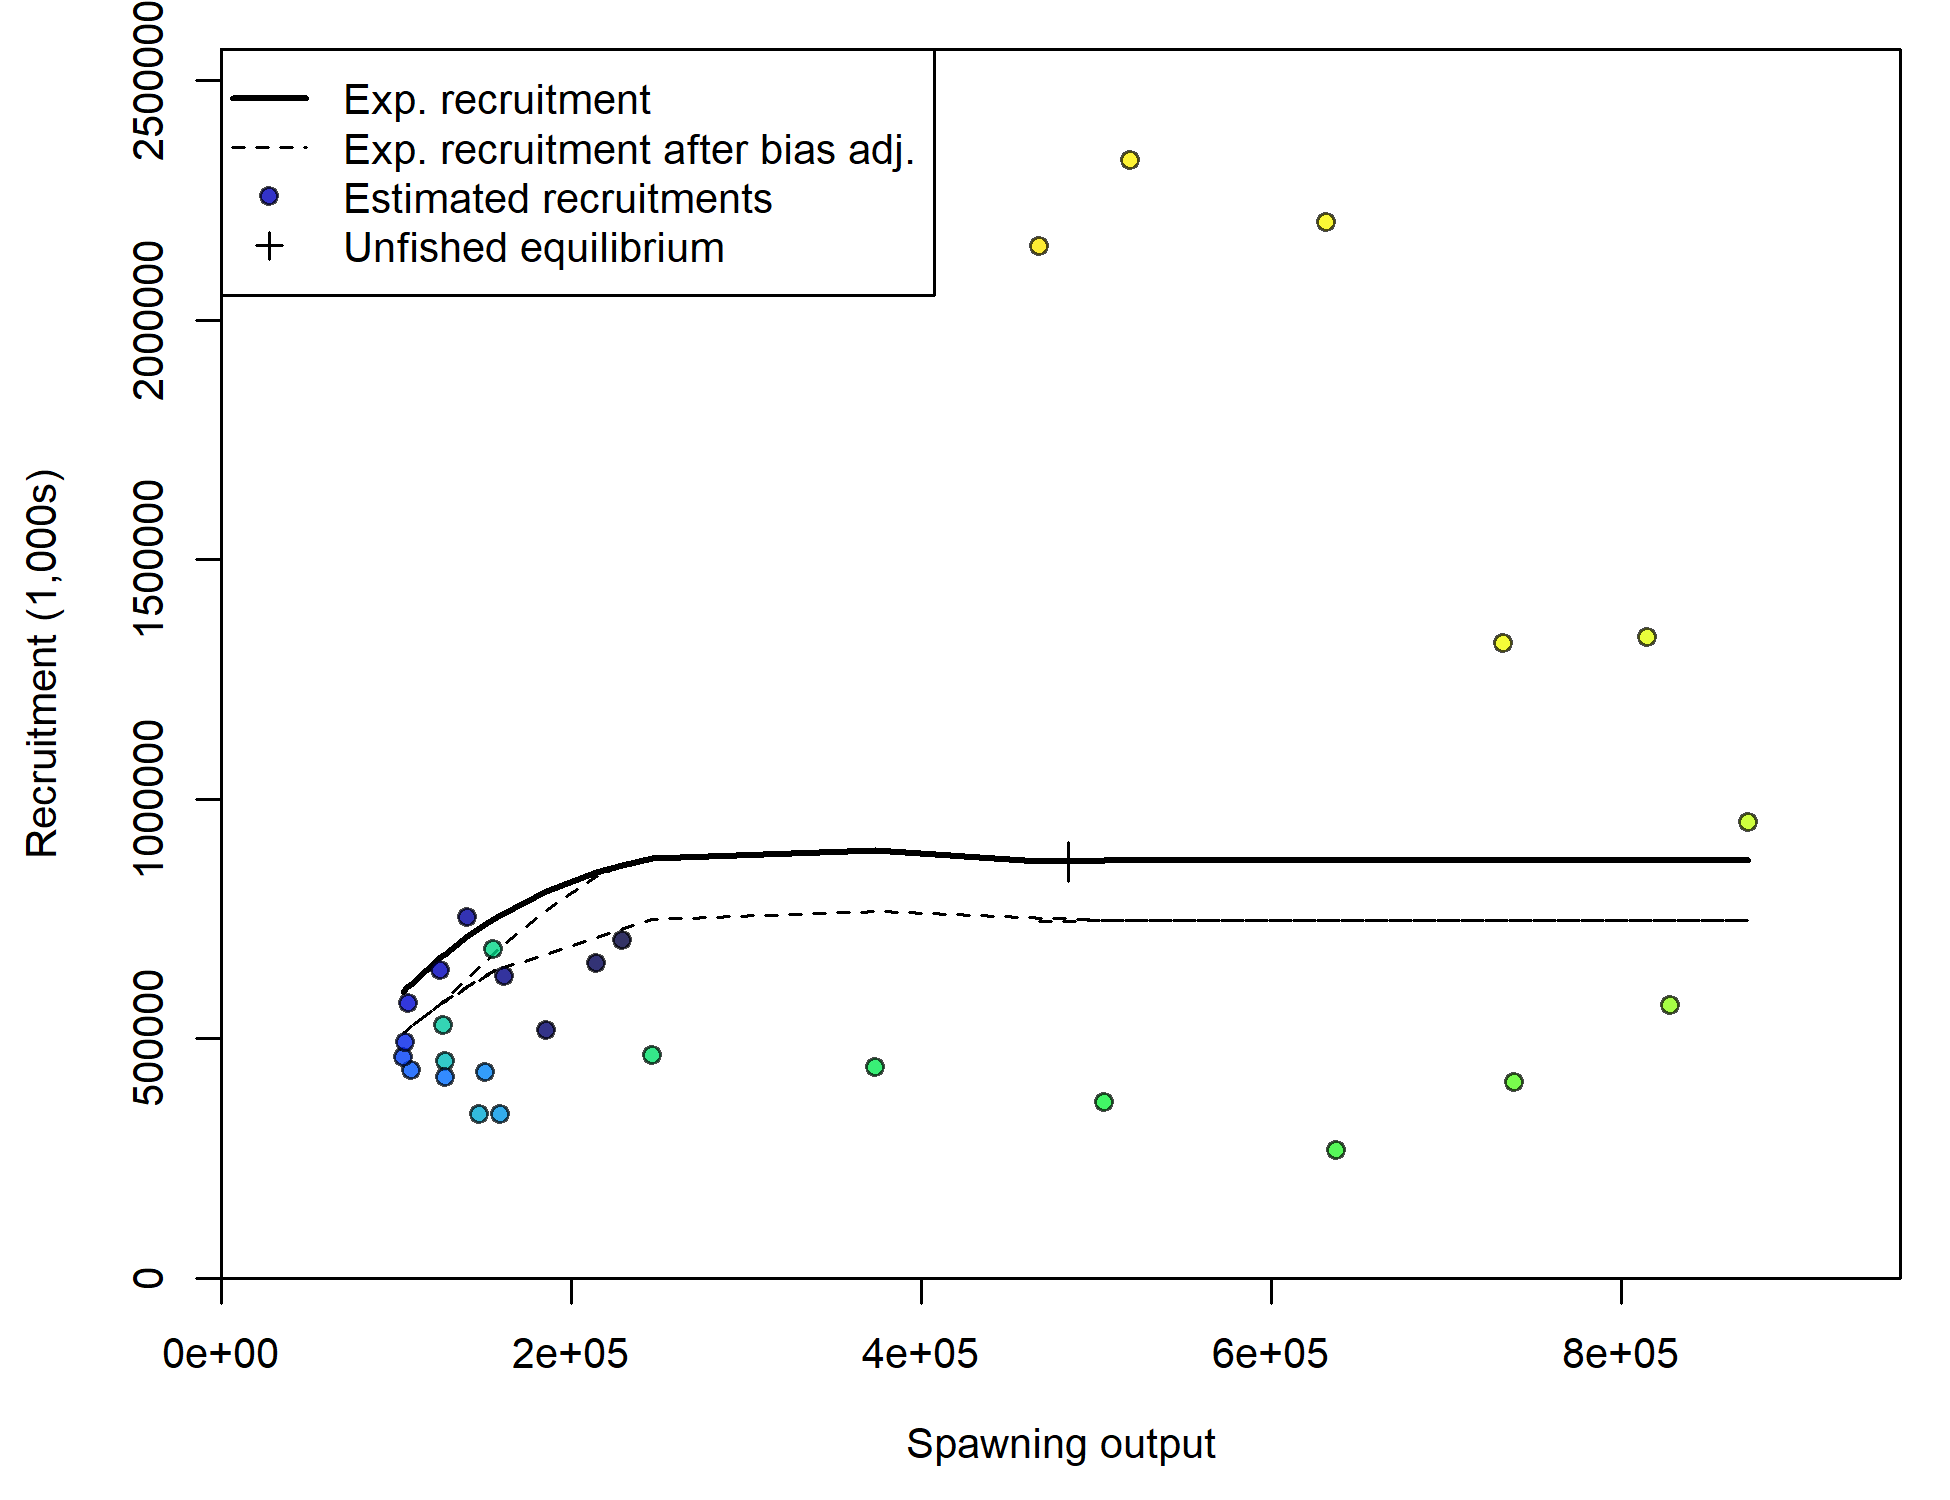 Exp. recruitment
Exp. recruitment after bias adj.
Estimated recruitments
Unfished equilibrium
2500000
2000000
1500000
1000000
500000
0
Recruitment (1,000s)
0e+00 2e+05 4e+05 6e+05 8e+05
Spawning output